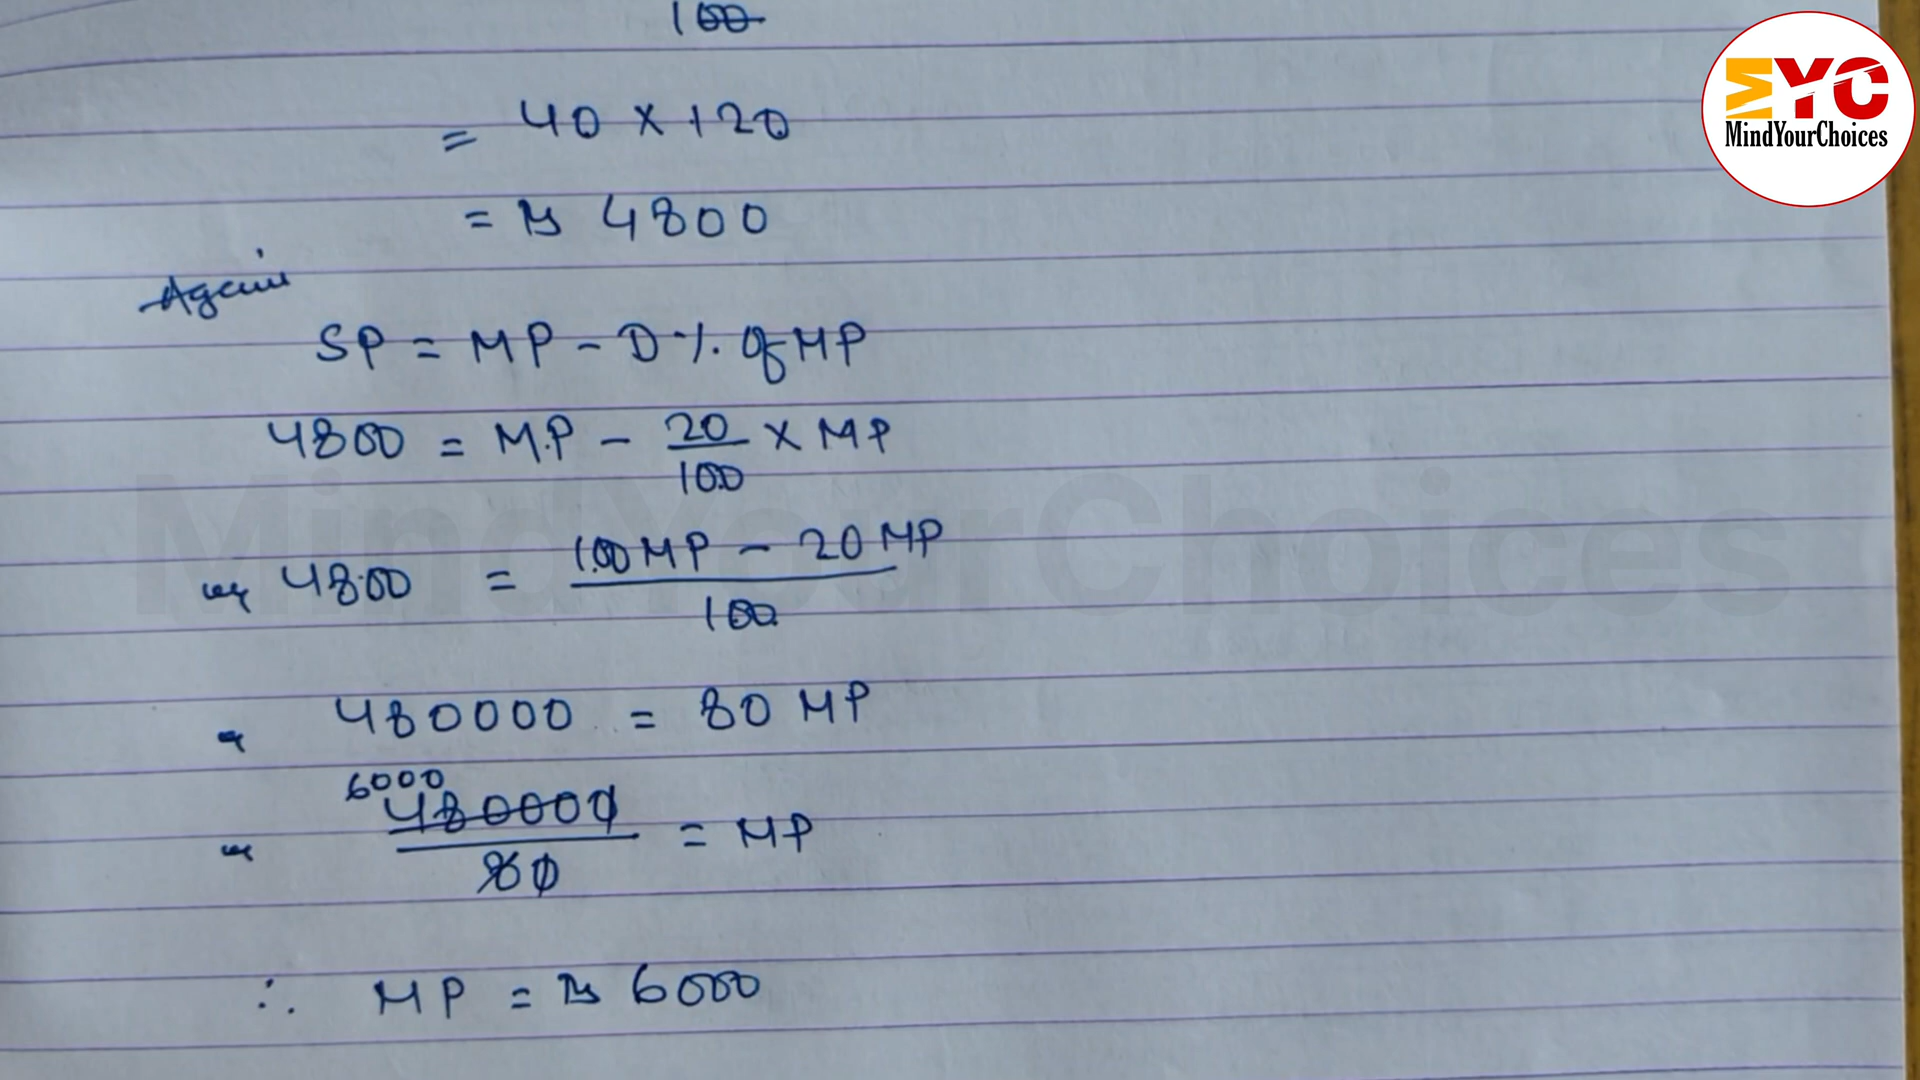 100
= 40 × 120
= Rs 4800
Again
SP = MP - D % of MP
4800 = M.P - 20/100 × MP
or, 4800 = 100MP - 20MP / 100
or 480000 = 80 MP
6000
or 480000/80 = MP
∴ MP = Rs 6000
MYC
MindYourChoices
MindYourChoices